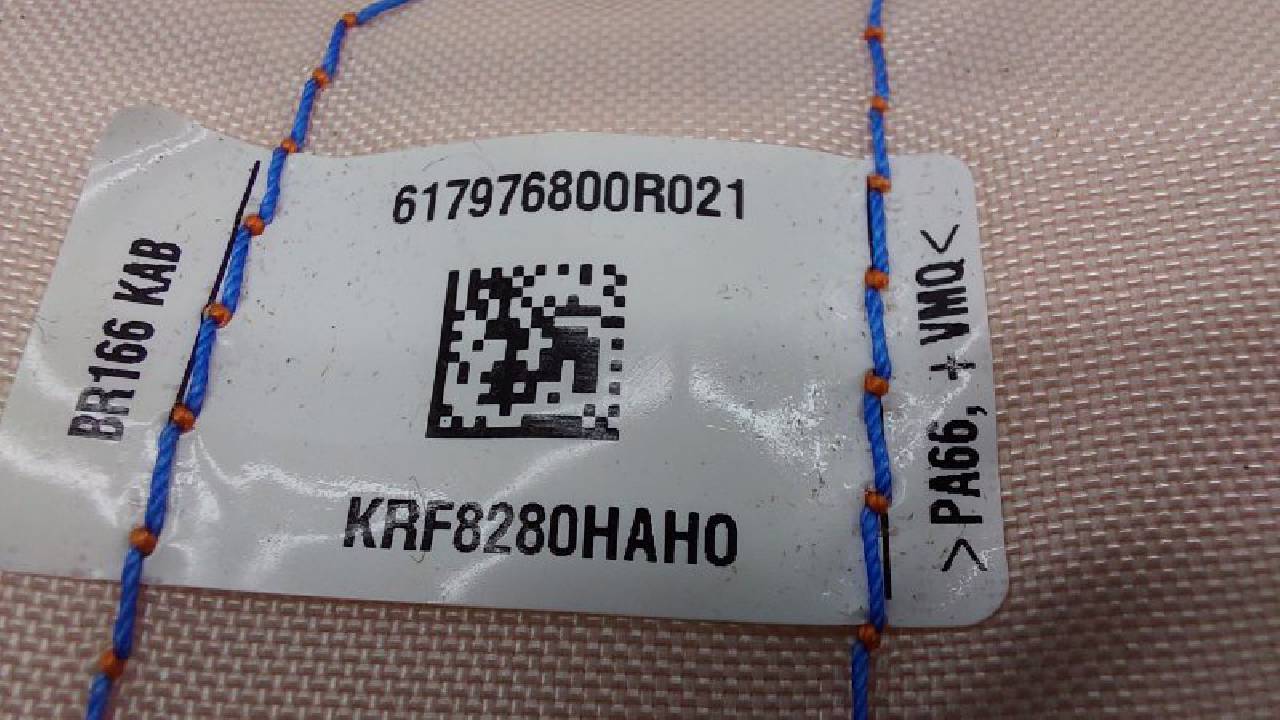 BR166 KAB
617976800R021
KRF8280HAH0
>PA66, + VMQ<